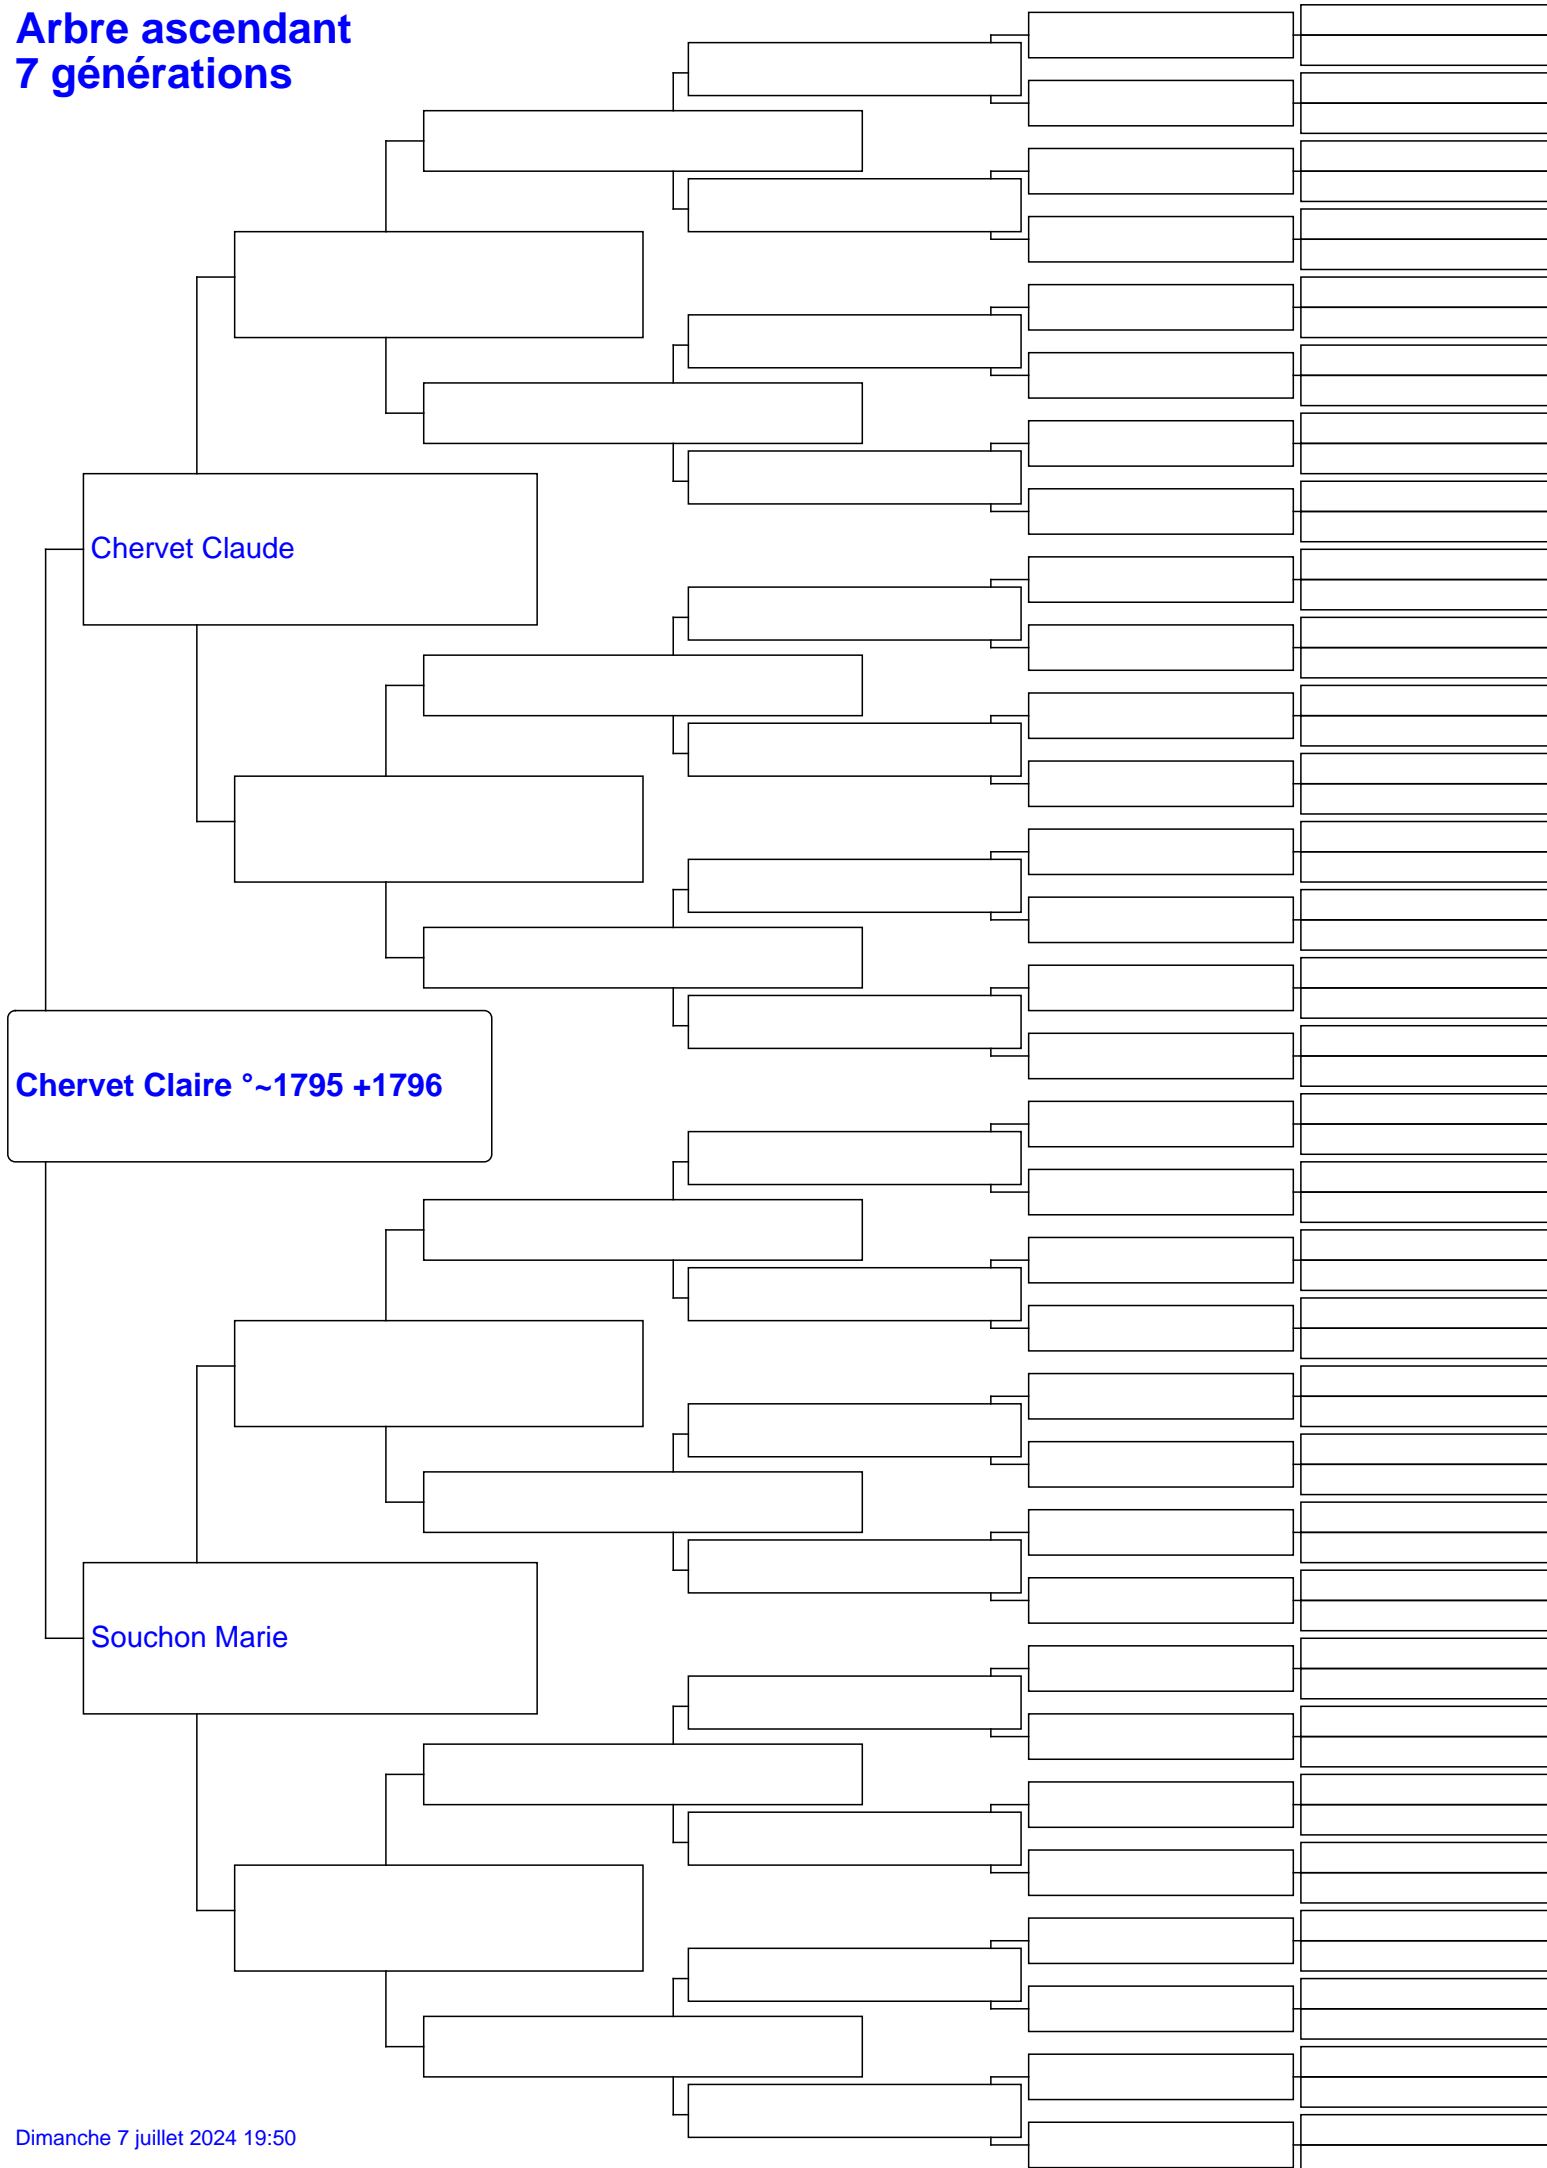 Arbre ascendant
7 générations
Chervet Claude
Chervet Claire °~1795 +1796
Souchon Marie
Dimanche 7 juillet 2024 19:50